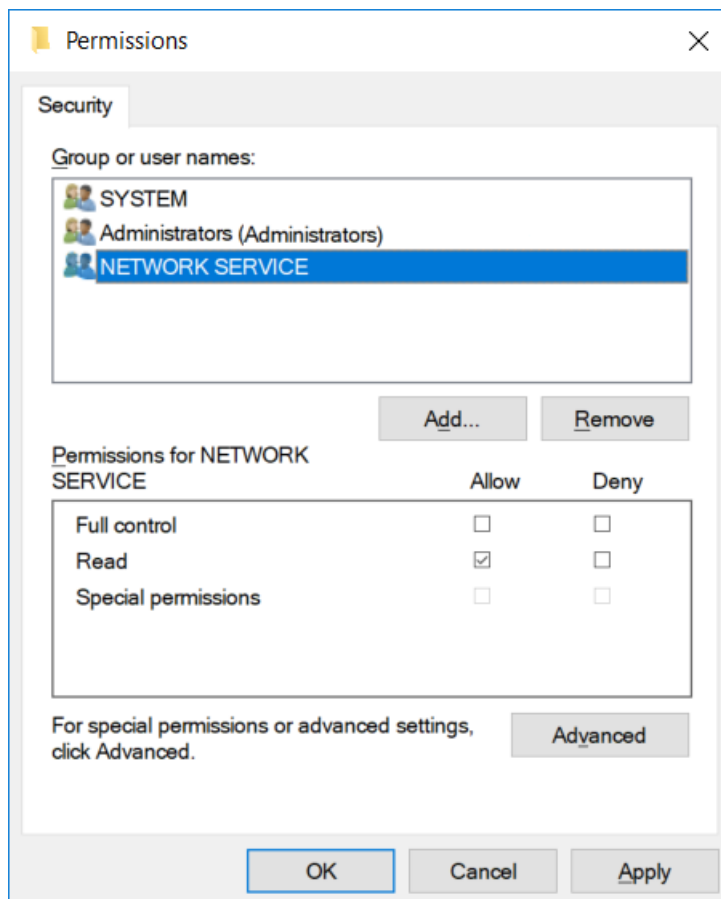 Permissions
Security
Group or user names:
SYSTEM
Administrators (Administrators)
NETWORK SERVICE
Add... Remove
Permissions for NETWORK
SERVICE Allow Deny
Full control
Read
Special permissions
For special permissions or advanced settings,
click Advanced.
Advanced
OK Cancel Apply